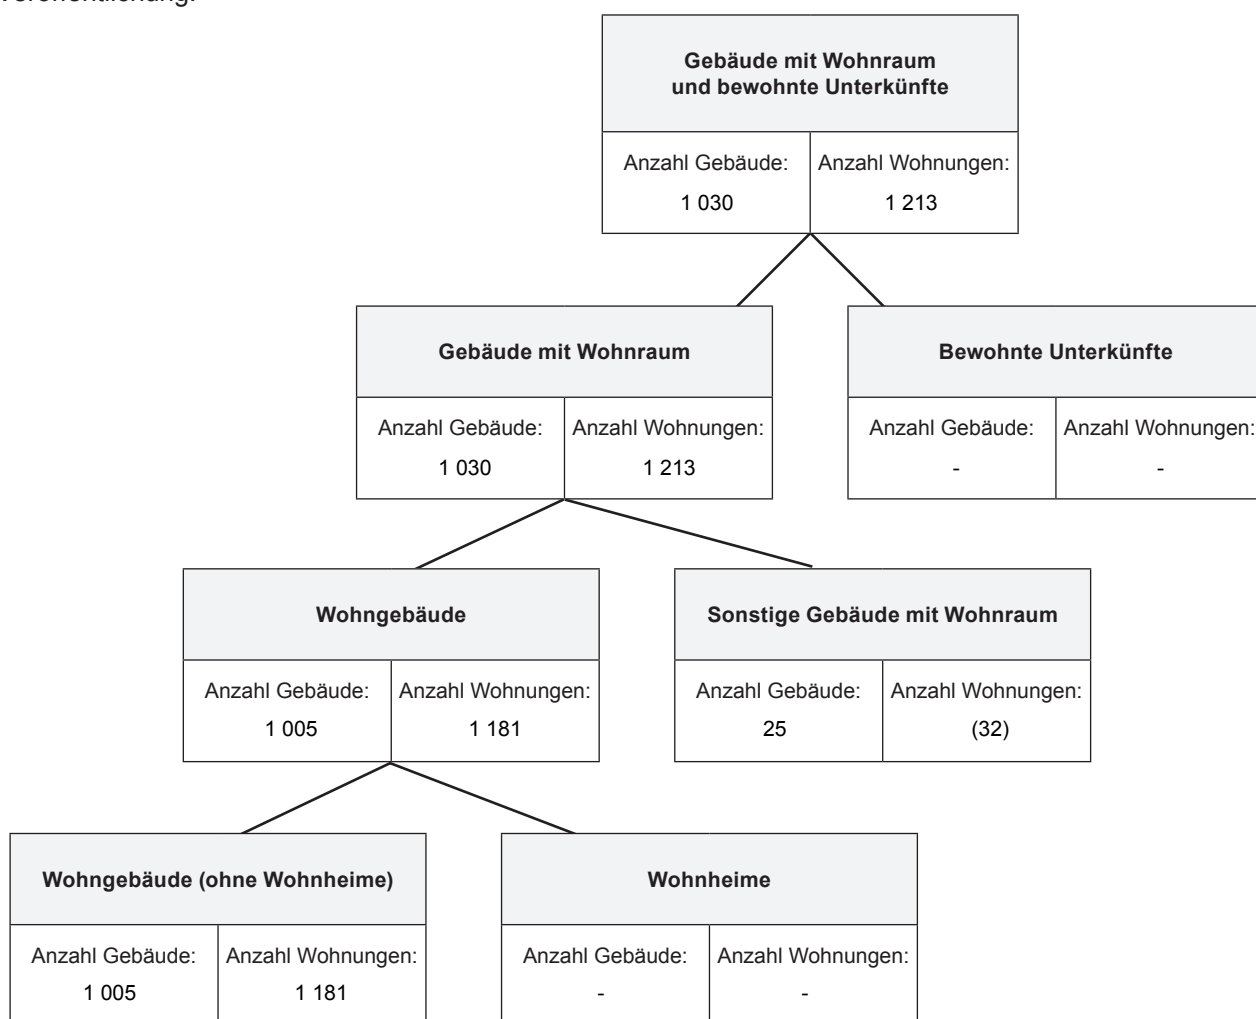 Veröffentlichung.
Gebäude mit Wohnraum
und bewohnte Unterkünfte
Anzahl Gebäude: Anzahl Wohnungen:
1 030 1 213
Gebäude mit Wohnraum Bewohnte Unterkünfte
Anzahl Gebäude: Anzahl Wohnungen: Anzahl Gebäude: Anzahl Wohnungen:
1 030 1 213 - -
Wohngebäude Sonstige Gebäude mit Wohnraum
Anzahl Gebäude: Anzahl Wohnungen: Anzahl Gebäude: Anzahl Wohnungen:
1 005 1 181 25 (32)
Wohngebäude (ohne Wohnheime) Wohnheime
Anzahl Gebäude: Anzahl Wohnungen: Anzahl Gebäude: Anzahl Wohnungen:
1 005 1 181 - -